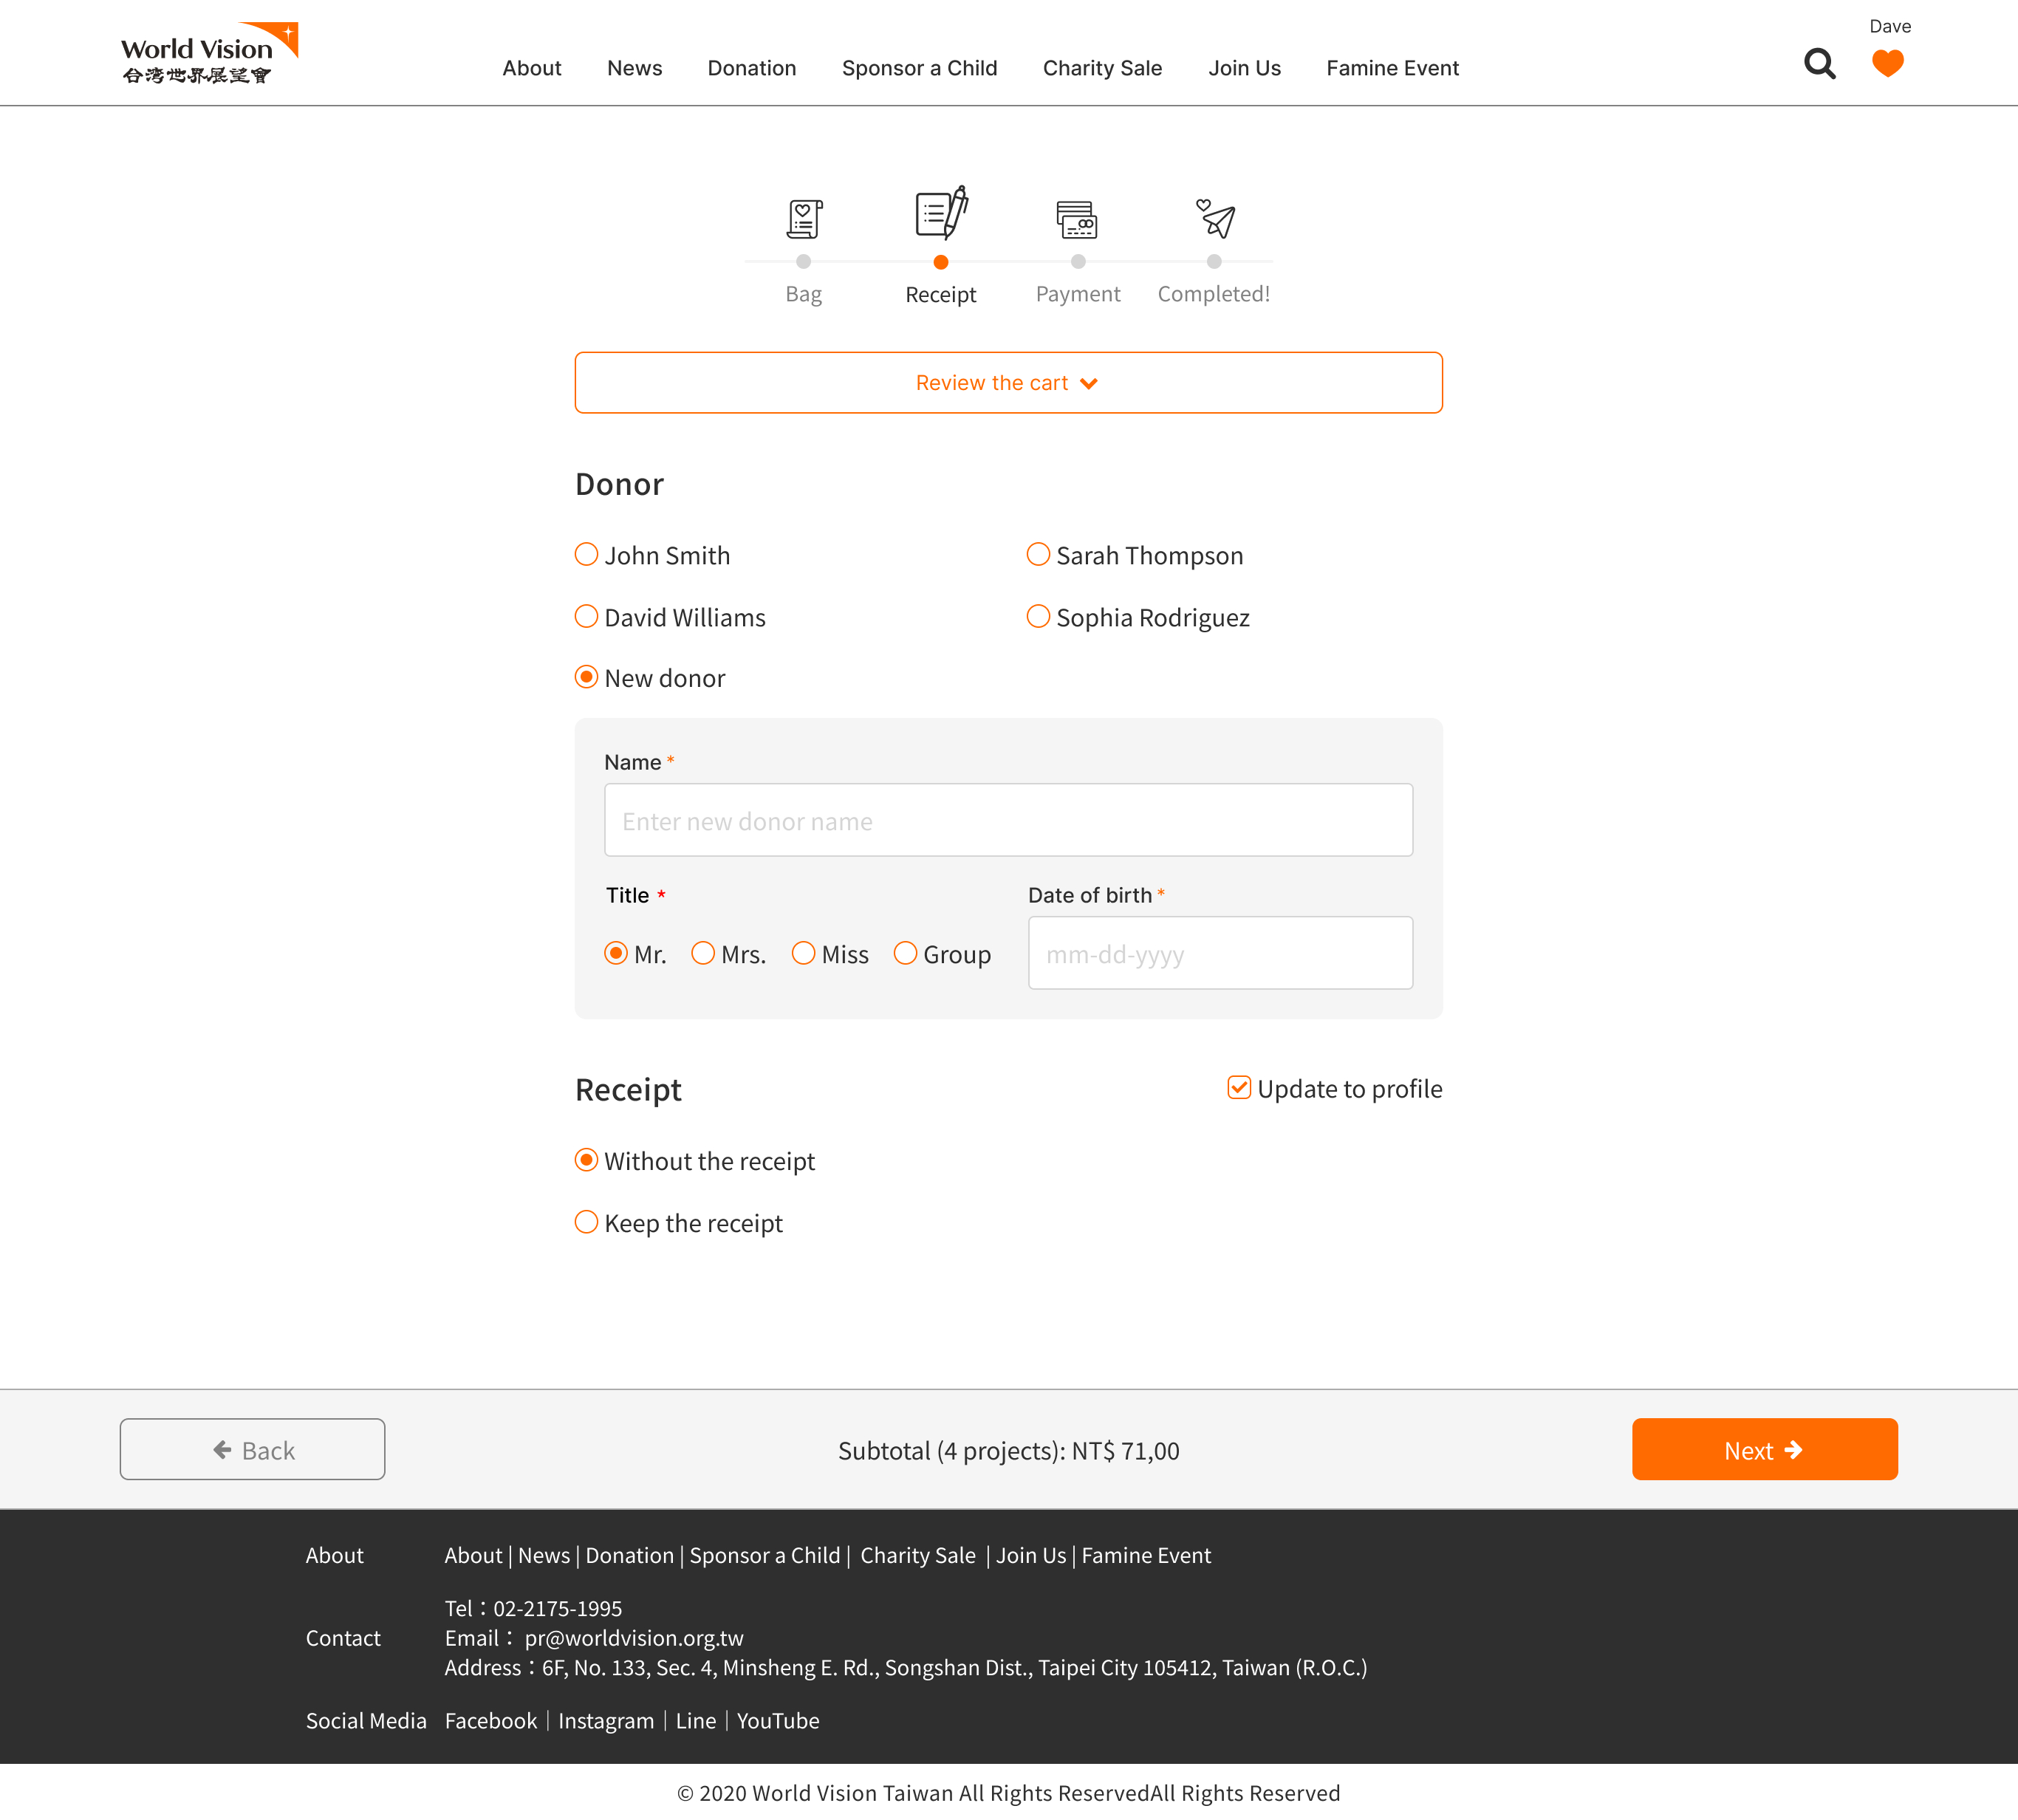 World Vision
台灣世界展望會
About News Donation Sponsor a Child Charity Sale Join Us Famine Event
Dave
Bag Receipt Payment Completed!
Review the cart
Donor
John Smith Sarah Thompson
David Williams Sophia Rodriguez
New donor
Name *
Enter new donor name
Title * Date of birth *
Mr. Mrs. Miss Group mm-dd-yyyy
Receipt Update to profile
Without the receipt
Keep the receipt
Back Subtotal (4 projects): NT$ 71,00 Next
About About | News | Donation | Sponsor a Child | Charity Sale | Join Us | Famine Event
Tel：02-2175-1995
Contact Email： pr@worldvision.org.tw
Address：6F, No. 133, Sec. 4, Minsheng E. Rd., Songshan Dist., Taipei City 105412, Taiwan (R.O.C.)
Social Media Facebook｜Instagram｜Line｜YouTube
© 2020 World Vision Taiwan All Rights ReservedAll Rights Reserved